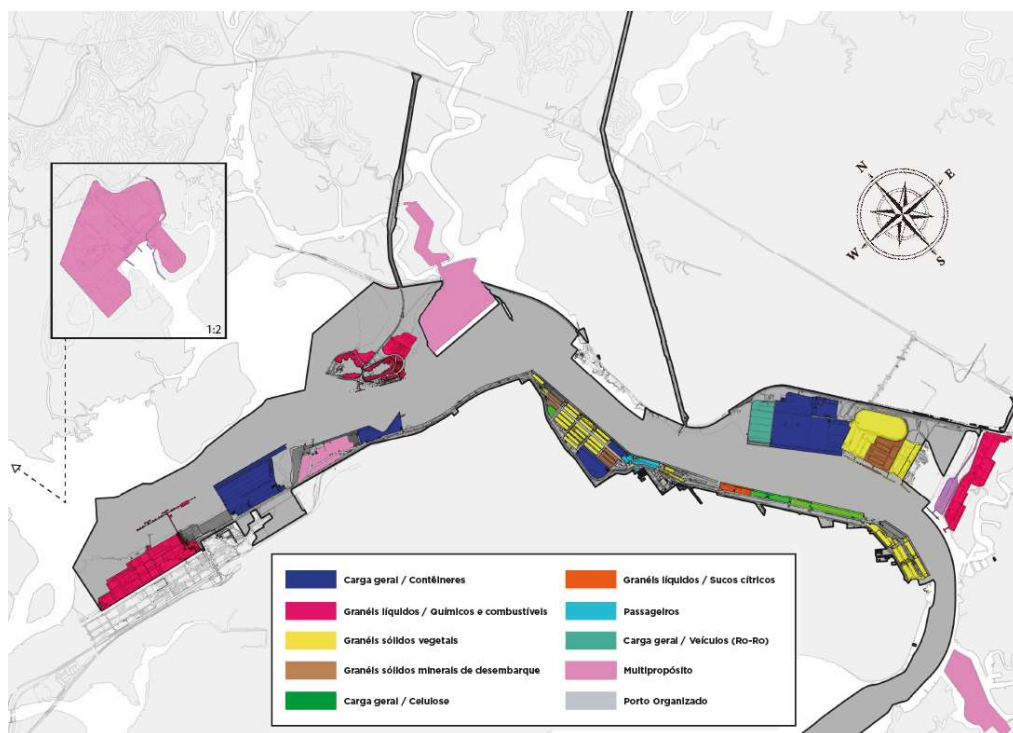 N
E
W
S
1:2
Carga geral / Contêineres
Granéis líquidos / Químicos e combustíveis
Granéis sólidos vegetais
Granéis sólidos minerais de desembarque
Carga geral / Celulose
Granéis líquidos / Sucos cítricos
Passageiros
Carga geral / Veículos (Ro-Ro)
Multipropósito
Porto Organizado